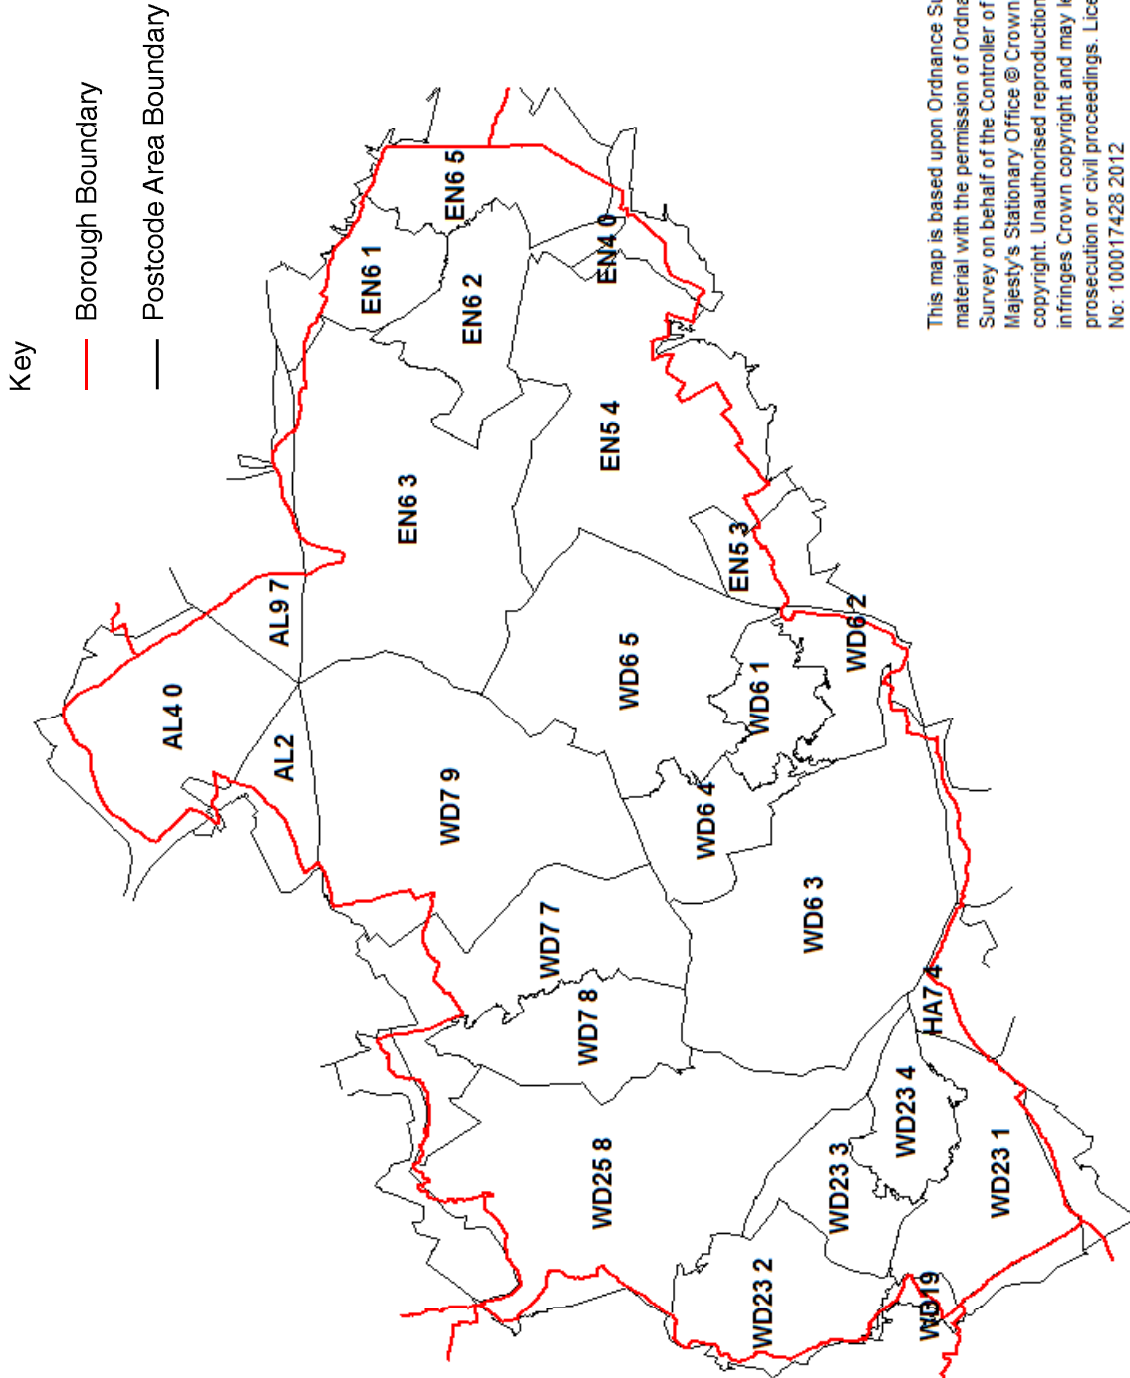 Key
Borough Boundary
Postcode Area Boundary
EN6 5
EN6 1
EN6 2
EN4 0
EN6 3
EN5 4
EN5 3
AL9 7
AL4 0
AL2
WD6 5
WD6 2
WD6 1
WD7 9
WD6 4
WD7 7
WD6 3
WD7 8
HA7 4
WD25 8
WD23 4
WD23 3
WD23 1
WD23 2
WD19
This map is based upon Ordnance Su
material with the permission of Ordna
Survey on behalf of the Controller of
Majesty's Stationary Office © Crown
copyright. Unauthorised reproduction
infringes Crown copyright and may le
prosecution or civil proceedings. Lice
No: 100017428 2012